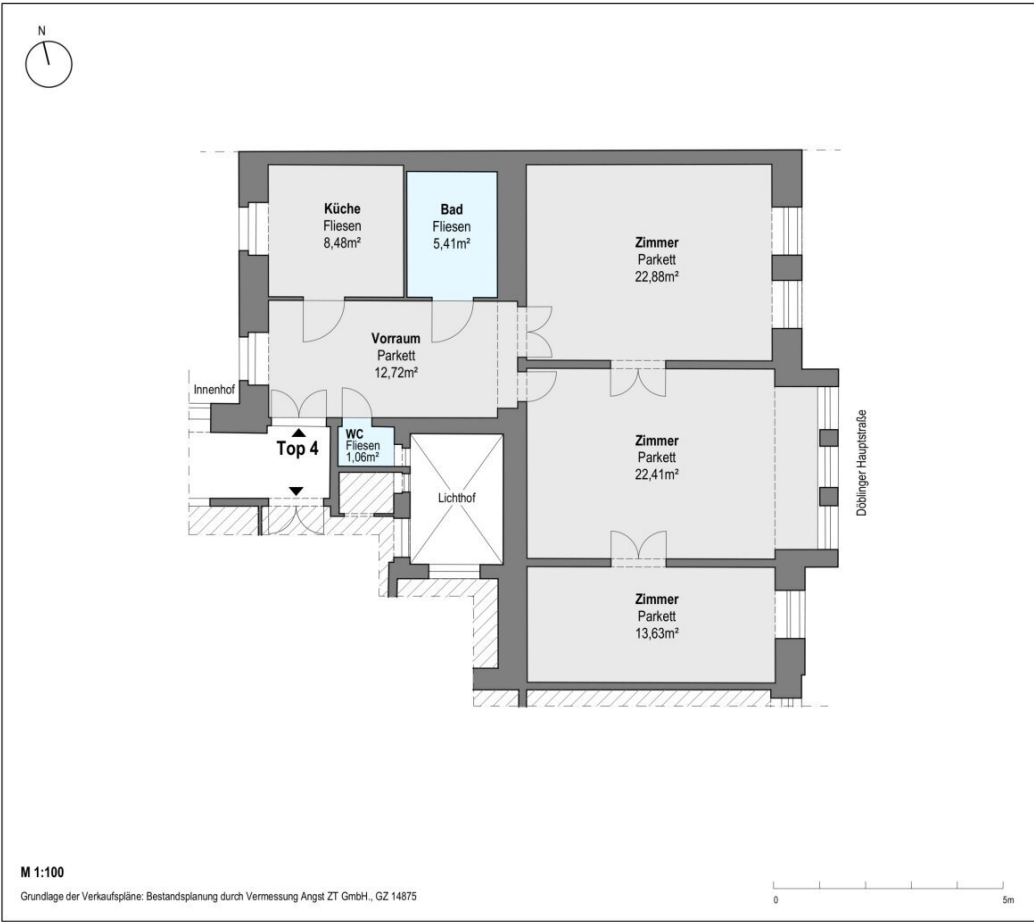 N
Küche
Fliesen
8,48m²
Bad
Fliesen
5,41m²
Zimmer
Parkett
22,88m²
Vorraum
Parkett
12,72m²
Innenhof
Top 4
WC
Fliesen
1,06m²
Lichthof
Zimmer
Parkett
22,41m²
Döblinger Hauptstraße
Zimmer
Parkett
13,63m²
M 1:100
Grundlage der Verkaufspläne: Bestandsplanung durch Vermessung Angst ZT GmbH., GZ 14875
0
5m